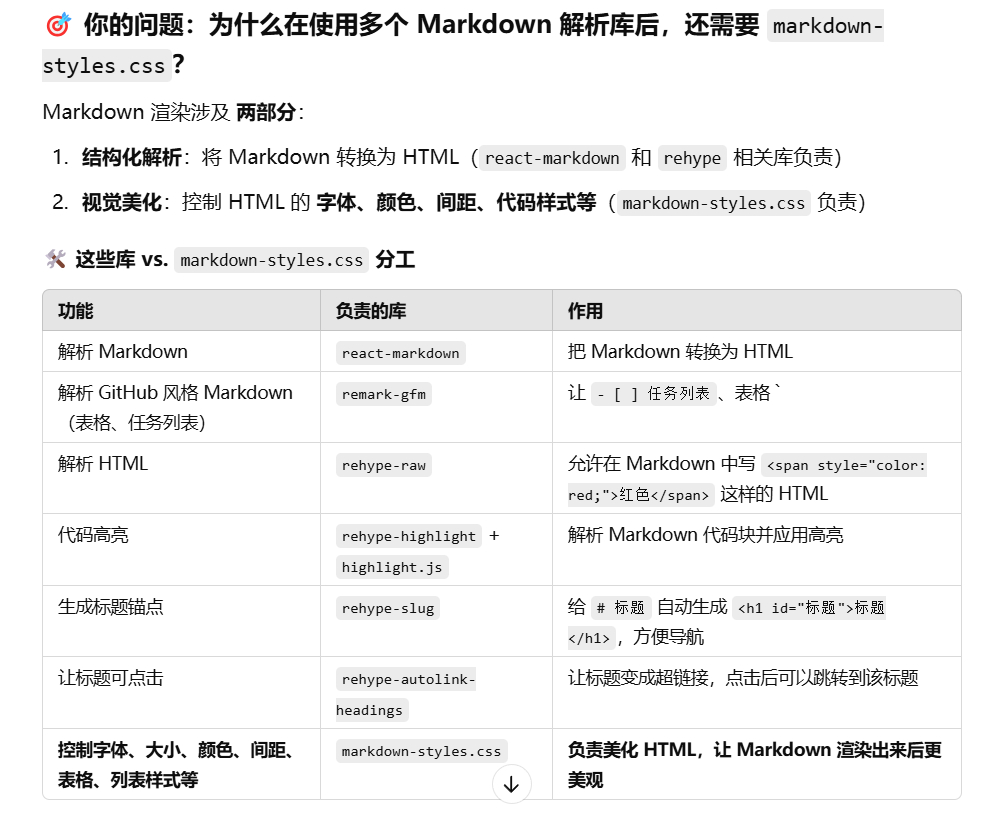 🎯 你的问题：为什么在使用多个 Markdown 解析库后，还需要 markdown-
styles.css？
Markdown 渲染涉及 两部分：
1. 结构化解析：将 Markdown 转换为 HTML（react-markdown 和 rehype 相关库负责）
2. 视觉美化：控制 HTML 的 字体、颜色、间距、代码样式等（markdown-styles.css 负责）
🛠 这些库 vs. markdown-styles.css 分工
功能 负责的库 作用
解析 Markdown react-markdown 把 Markdown 转换为 HTML
解析 GitHub 风格 Markdown remark-gfm 让 - [ ] 任务列表、表格`
（表格、任务列表）
解析 HTML rehype-raw 允许在 Markdown 中写 <span style="color:
red;">红色</span> 这样的 HTML
代码高亮 rehype-highlight + 解析 Markdown 代码块并应用高亮
highlight.js
生成标题锚点 rehype-slug 给 # 标题 自动生成 <h1 id="标题">标题
</h1>，方便导航
让标题可点击 rehype-autolink- 让标题变成超链接，点击后可以跳转到该标题
headings
控制字体、大小、颜色、间距、 markdown-styles.css 负责美化 HTML，让 Markdown 渲染出来后更
表格、列表样式等 美观